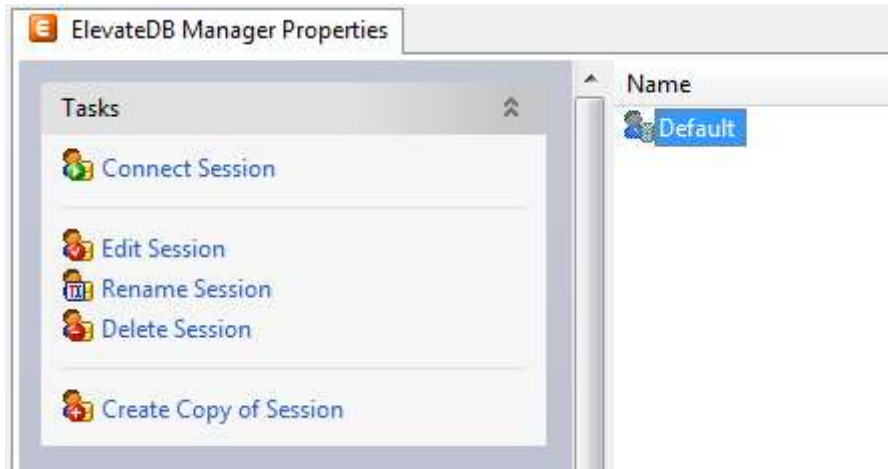 ElevateDB Manager Properties
Tasks
Connect Session
Edit Session
Rename Session
Delete Session
Create Copy of Session
Name
Default